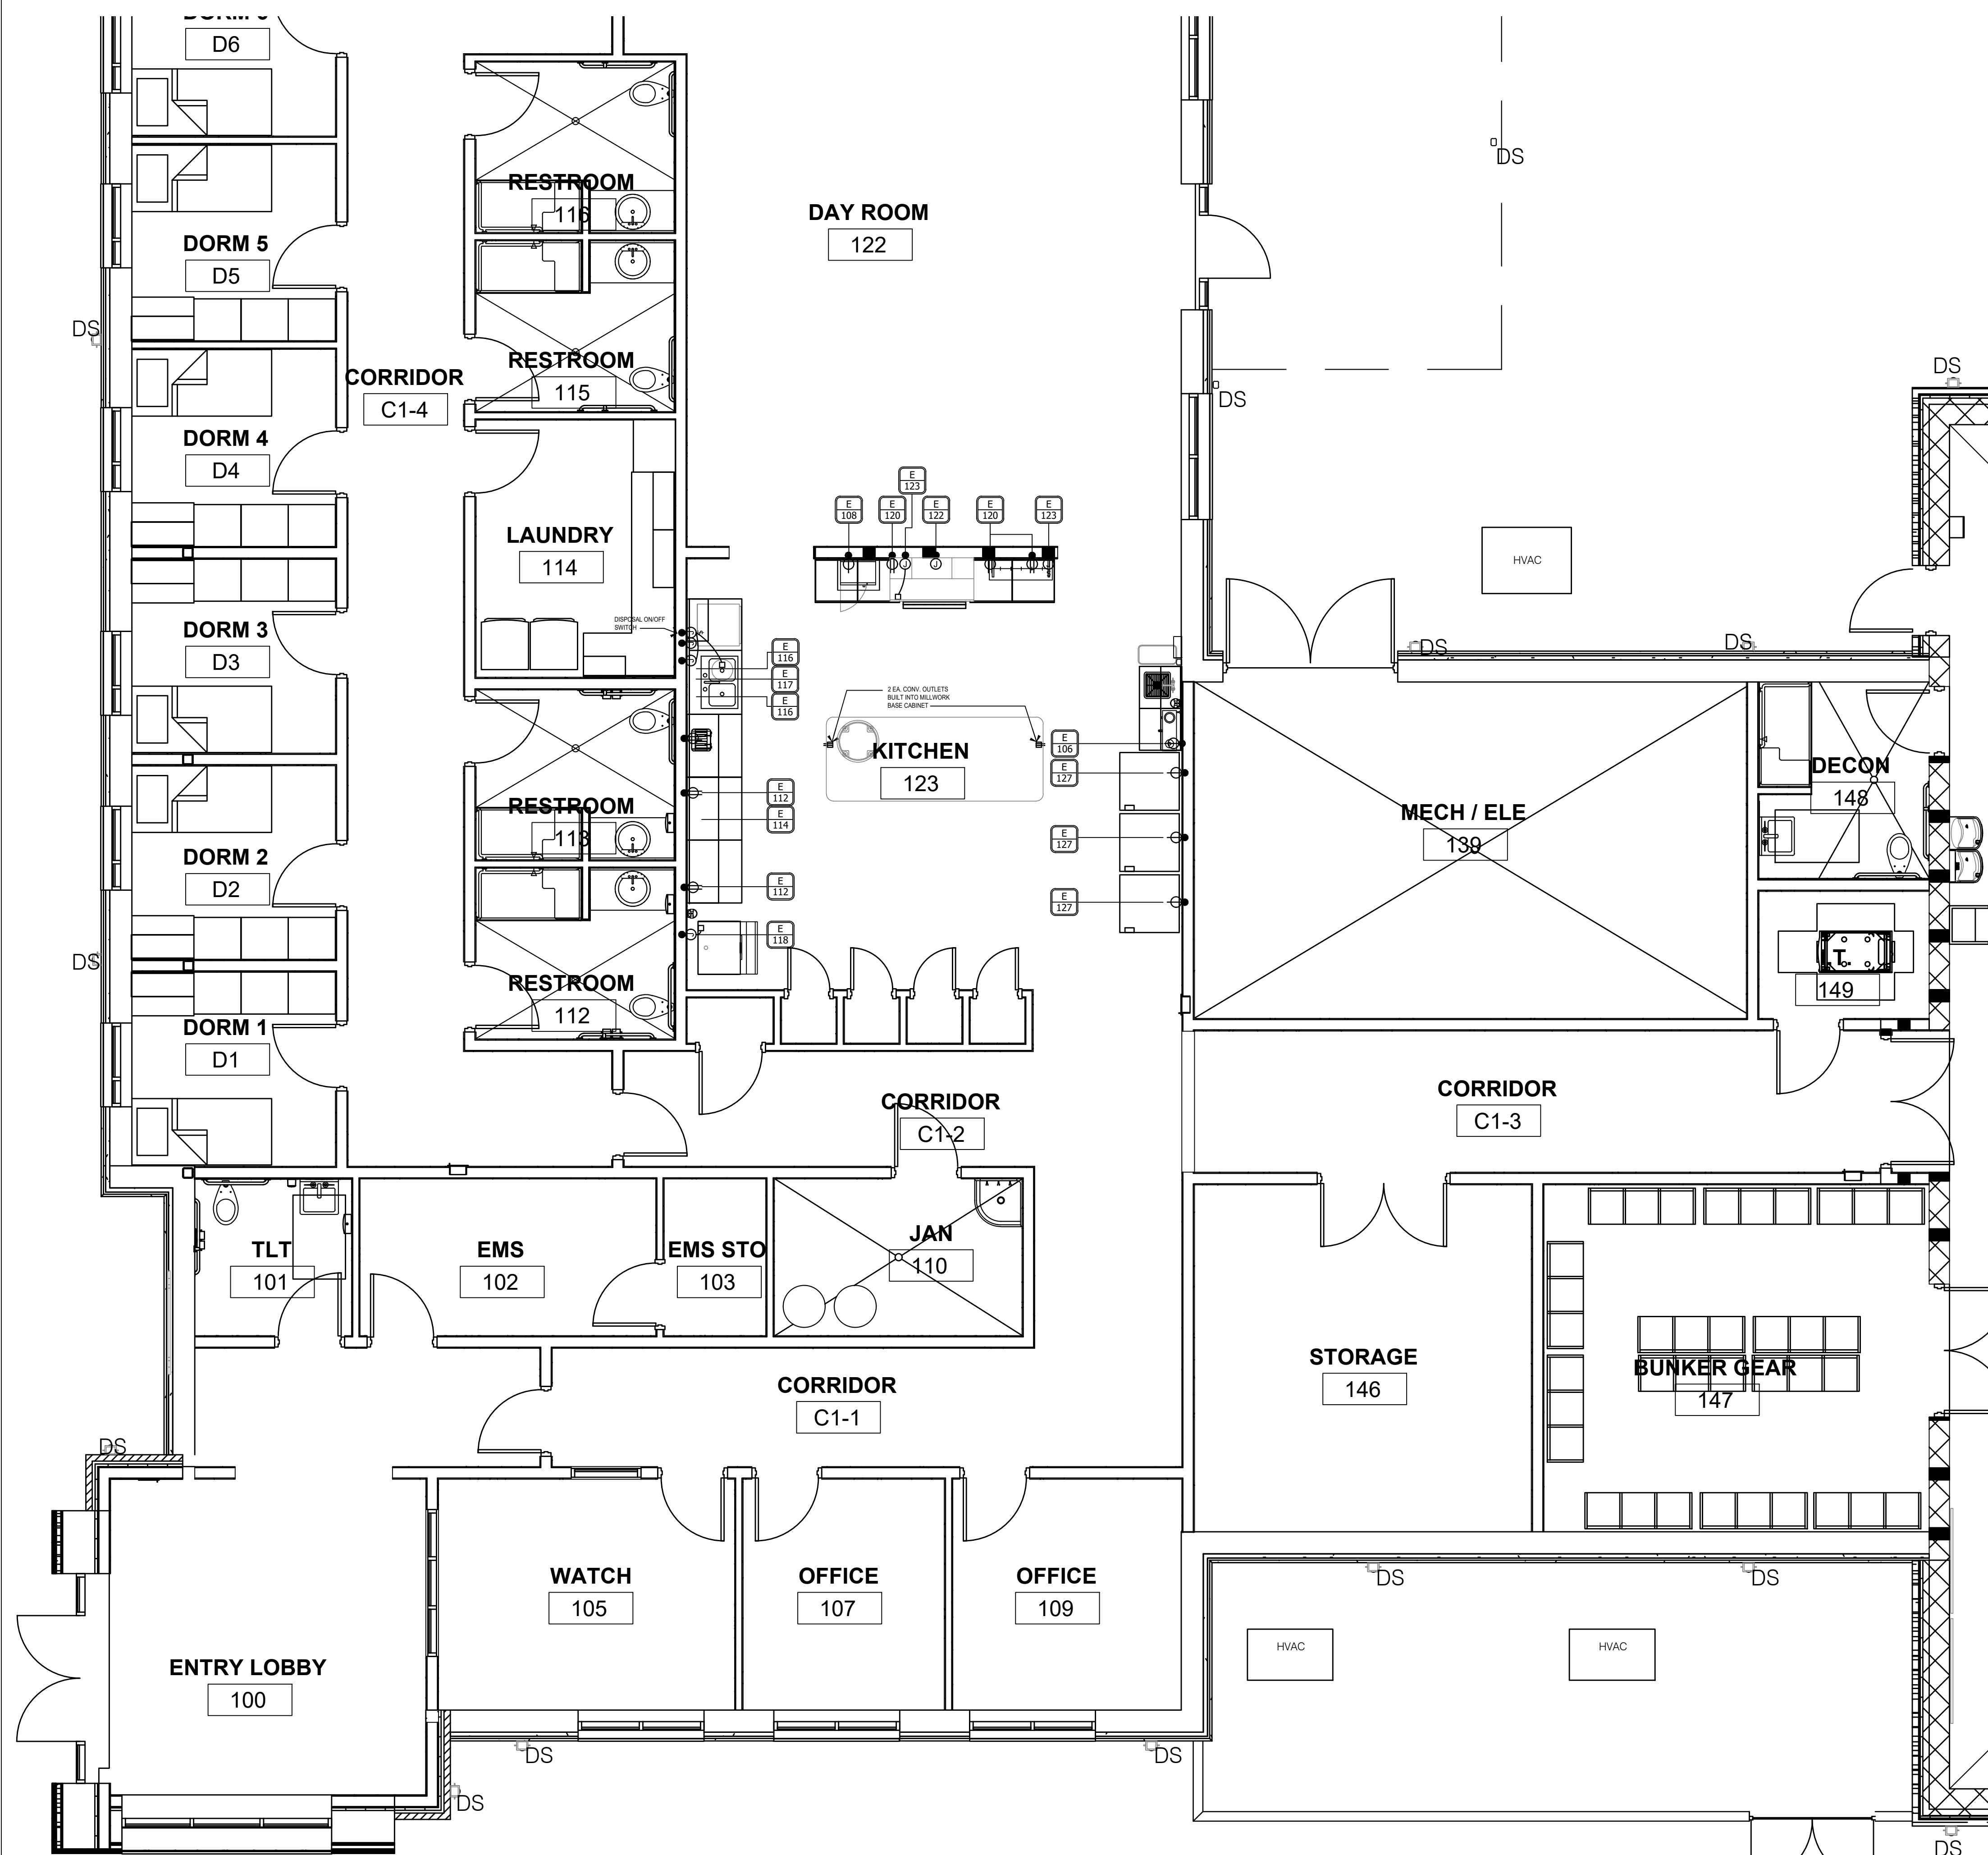 D6
DS
RESTROOM
116
DAY ROOM
122
DORM 5
D5
DS
RESTROOM
115
CORRIDOR
C1-4
DS
DS
DORM 4
D4
E
123
E
108
E
120
E
122
E
120
E
123
LAUNDRY
114
HVAC
DISPOSAL ON/OFF
SWITCH
DORM 3
D3
DS
DS
E
116
E
117
E
116
2 EA. CONV. OUTLETS
BUILT INTO MILLWORK
BASE CABINET
KITCHEN
123
E
106
E
127
E
112
E
114
E
127
E
112
E
127
E
118
MECH / ELE
139
DECON
148
RESTROOM
113
DORM 2
D2
DS
T.
149
RESTROOM
112
DORM 1
D1
CORRIDOR
C1-2
CORRIDOR
C1-3
TLT
101
EMS
102
EMS STO
103
JAN
110
CORRIDOR
C1-1
STORAGE
146
BUNKER GEAR
147
DS
WATCH
105
OFFICE
107
OFFICE
109
DS
DS
ENTRY LOBBY
100
HVAC
HVAC
DS
DS
DS
DS